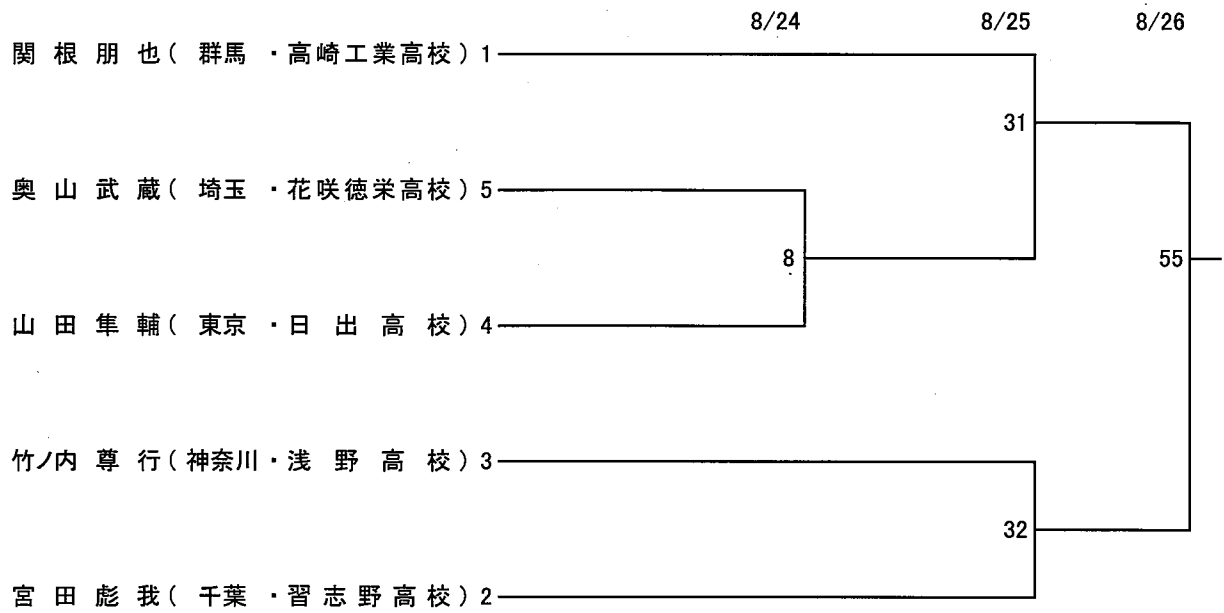 8/24 8/25 8/26
関根朋也(群馬・高崎工業高校)1
31
奥山武蔵(埼玉・花咲徳栄高校)5
8 55
山田隼輔(東京・日出高校)4
竹ノ内尊行(神奈川・浅野高校)3
32
宮田彪我(千葉・習志野高校)2